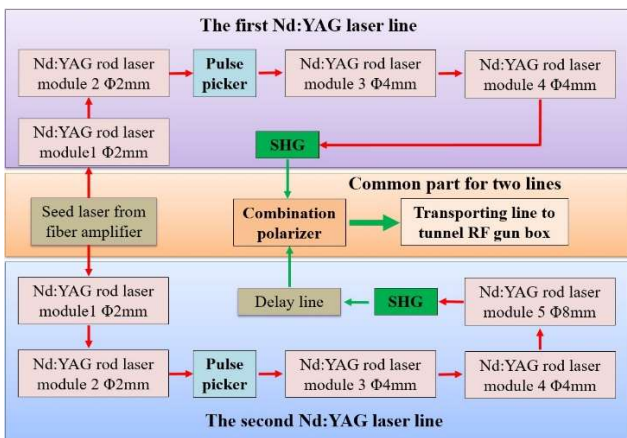 The first Nd:YAG laser line
Nd:YAG rod laser
module 2 Φ2mm
Pulse
picker
Nd:YAG rod laser
module 3 Φ4mm
Nd:YAG rod laser
module 4 Φ4mm
Nd:YAG rod laser
module1 Φ2mm
SHG
Common part for two lines
Seed laser from
fiber amplifier
Combination
polarizer
Transporting line to
tunnel RF gun box
Nd:YAG rod laser
module1 Φ2mm
Delay line
SHG
Nd:YAG rod laser
module 5 Φ8mm
Nd:YAG rod laser
module 2 Φ2mm
Pulse
picker
Nd:YAG rod laser
module 3 Φ4mm
Nd:YAG rod laser
module 4 Φ4mm
The second Nd:YAG laser line